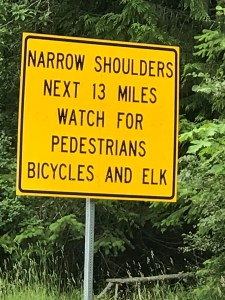 NARROW SHOULDERS
NEXT 13 MILES
WATCH FOR
PEDESTRIANS
BICYCLES AND ELK